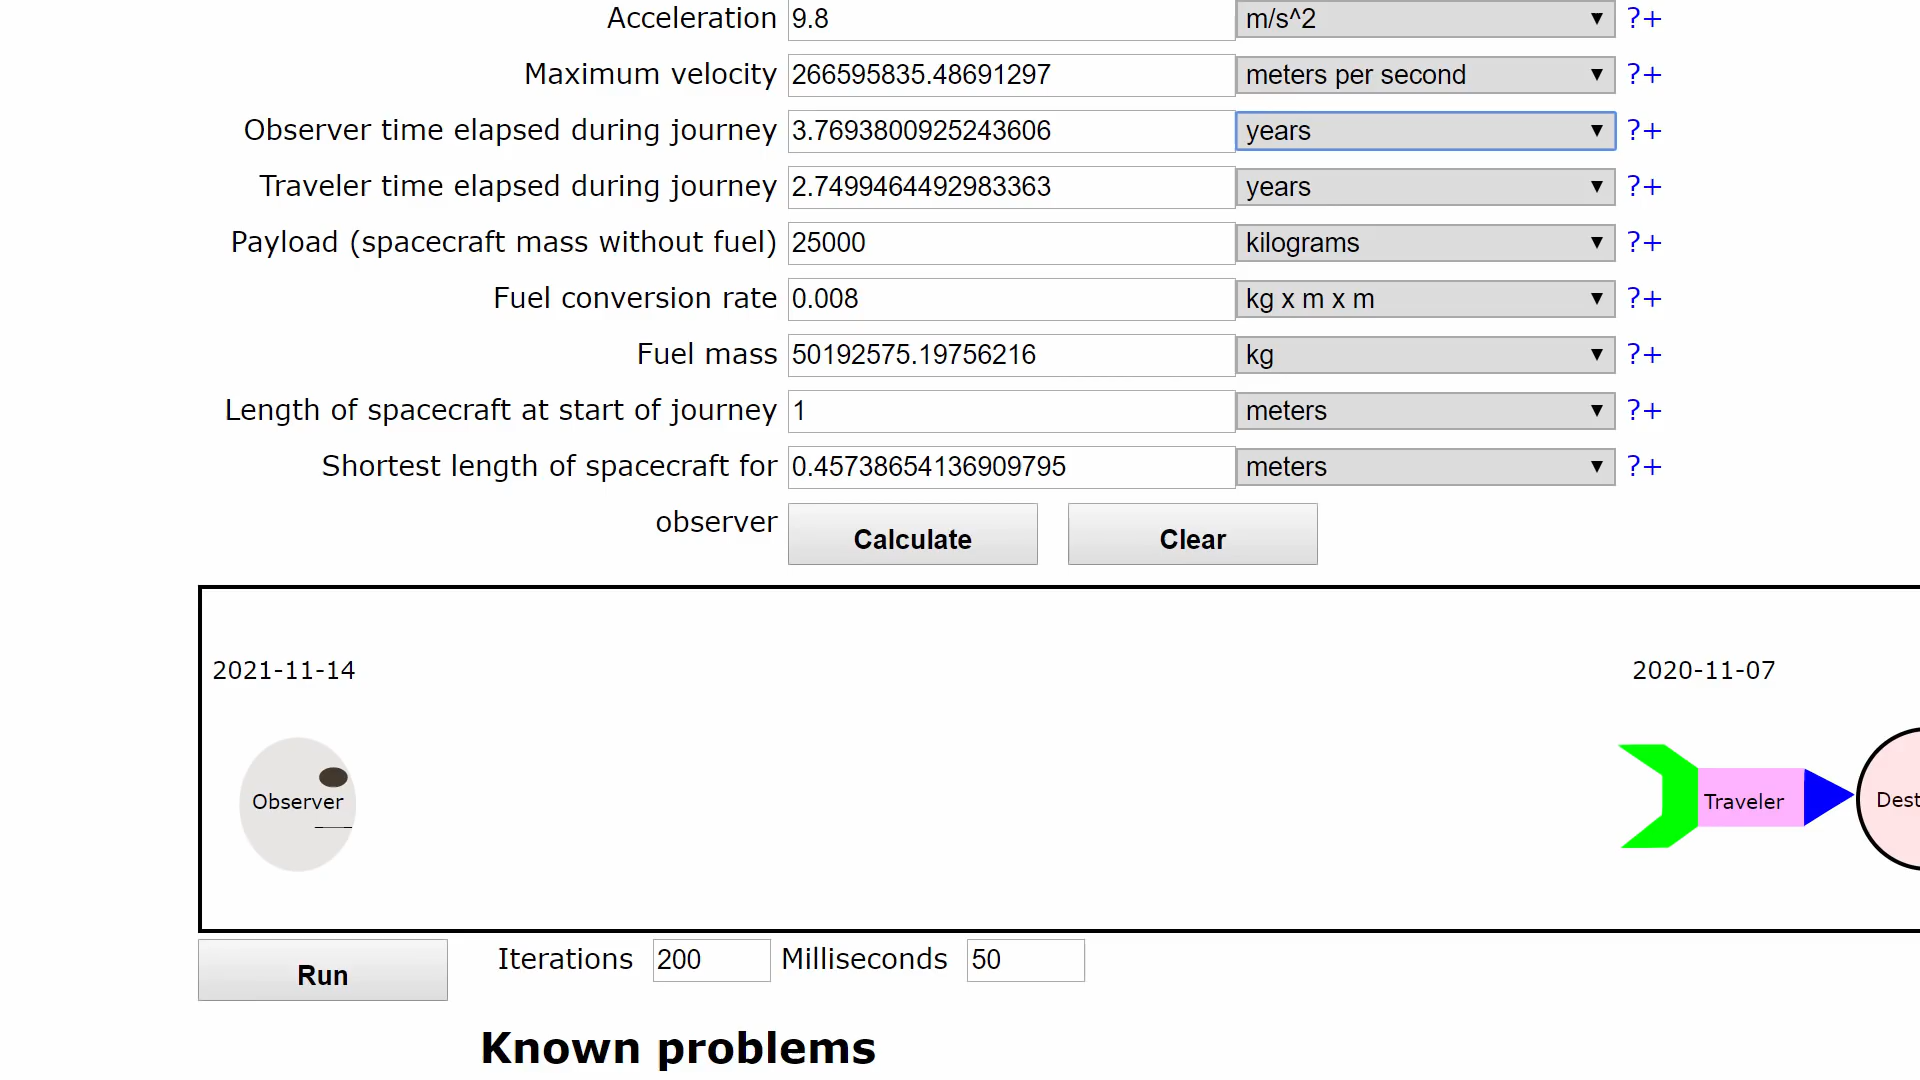 Acceleration 9.8 m/s^2 ?+
Maximum velocity 266595835.48691297 meters per second ?+
Observer time elapsed during journey 3.7693800925243606 years ?+
Traveler time elapsed during journey 2.7499464492983363 years ?+
Payload (spacecraft mass without fuel) 25000 kilograms ?+
Fuel conversion rate 0.008 kg x m x m ?+
Fuel mass 50192575.19756216 kg ?+
Length of spacecraft at start of journey 1 meters ?+
Shortest length of spacecraft for 0.45738654136909795 meters ?+
observer Calculate Clear
2021-11-14 2020-11-07
Observer Traveler Dest
Run Iterations 200 Milliseconds 50
Known problems